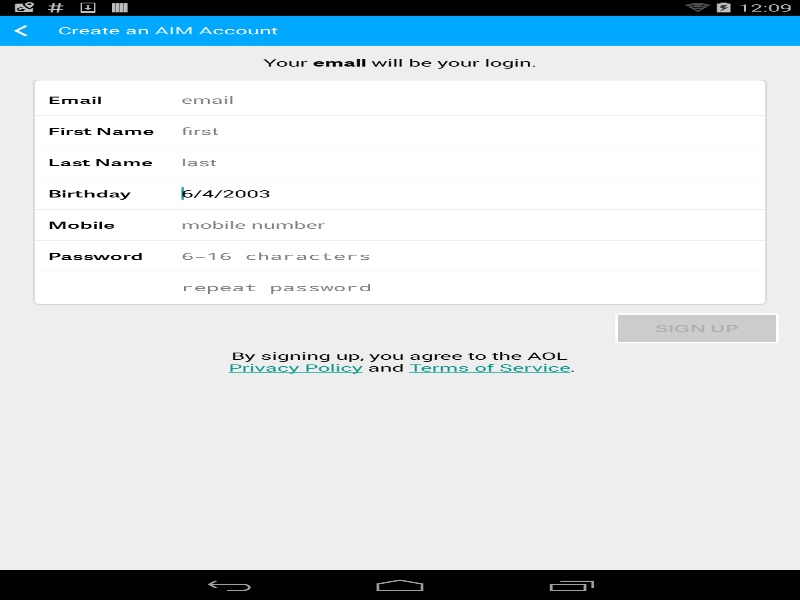 12:09
Create an AIM Account
Your email will be your login.
Email email
First Name first
Last Name last
Birthday 6/4/2003
Mobile mobile number
Password 6-16 characters
repeat password
SIGN UP
By signing up, you agree to the AOL
Privacy Policy and Terms of Service.